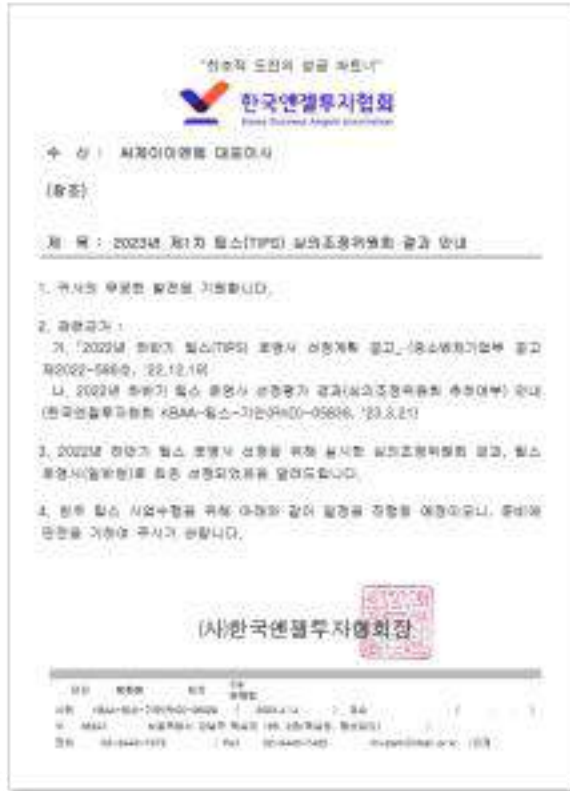 "창조적 도전의 성공 파트너"
한국엔젤투자협회
Korea Business Angels Association
수 신 : 씨제이이엔엠 대표이사
(참조)
제 목 : 2023년 제1차 팁스(TIPS) 심의조정위원회 결과 안내
1. 귀사의 무궁한 발전을 기원합니다.
2. 관련근거 :
가. 「2022년 하반기 팁스(TIPS) 운영사 선정계획 공고」(중소벤처기업부 공고
제2022-    호, '22.12.19)
나. 2022년 하반기 팁스 운영사 선정평가 결과(심의조정위원회 추천대부) 안내
(한국엔젤투자협회 KBAA-팁스-기안(RND)-05836, '23.3.21)
3. 2022년 하반기 팁스 운영사 선정을 위해 실시한 심의조정위원회 결과, 팁스
운영사(일반형)로 최종 선정되었음을 알려드립니다.
4. 향후 팁스 사업수행을 위해 아래와 같이 일정을 진행할 예정이오니, 준비에
만전을 기하여 주시기 바랍니다.
(사)한국엔젤투자협회장